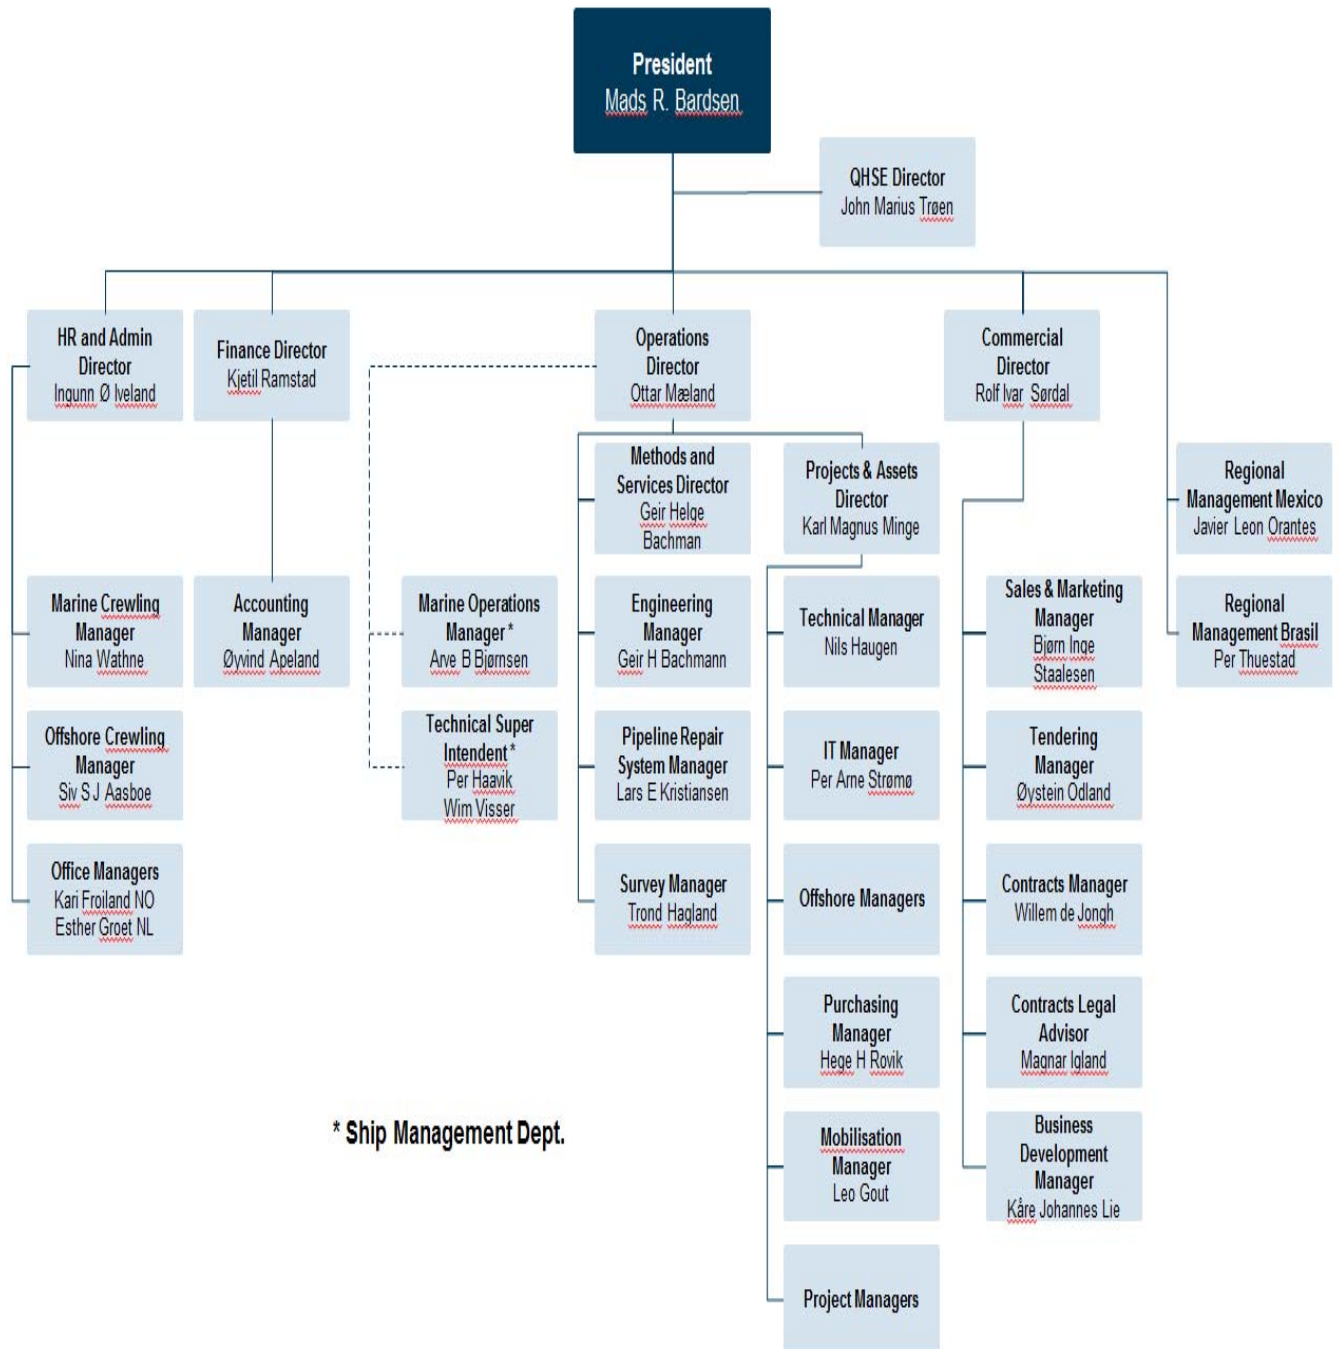 President
Mads R. Bardsen
QHSE Director
John Marius Trøen
HR and Admin
Director
Ingunn Ø Iveland
Finance Director
Kjetil Ramstad
Operations
Director
Ottar Mæland
Commercial
Director
Rolf Ivar Sørdal
Methods and
Services Director
Geir Helge
Bachman
Projects & Assets
Director
Karl Magnus Minge
Regional
Management Mexico
Javier Leon Orantes
Marine Crewling
Manager
Nina Wathne
Accounting
Manager
Øyvind Apeland
Marine Operations
Manager *
Arve B Bjørnsen
Engineering
Manager
Geir H Bachmann
Technical Manager
Nils Haugen
Sales & Marketing
Manager
Bjørn Inge
Staalesen
Regional
Management Brasil
Per Thuestad
Offshore Crewling
Manager
Siv S J Aasboe
Technical Super
Intendent *
Per Haavik
Wim Visser
Pipeline Repair
System Manager
Lars E Kristiansen
IT Manager
Per Arne Strømø
Tendering
Manager
Øystein Odland
Office Managers
Kari Froiland NO
Esther Groet NL
Survey Manager
Trond Hagland
Offshore Managers
Contracts Manager
Willem de Jongh
Purchasing
Manager
Hege H Rovik
Contracts Legal
Advisor
Magnar Igland
* Ship Management Dept.
Mobilisation
Manager
Leo Gout
Business
Development
Manager
Kåre Johannes Lie
Project Managers